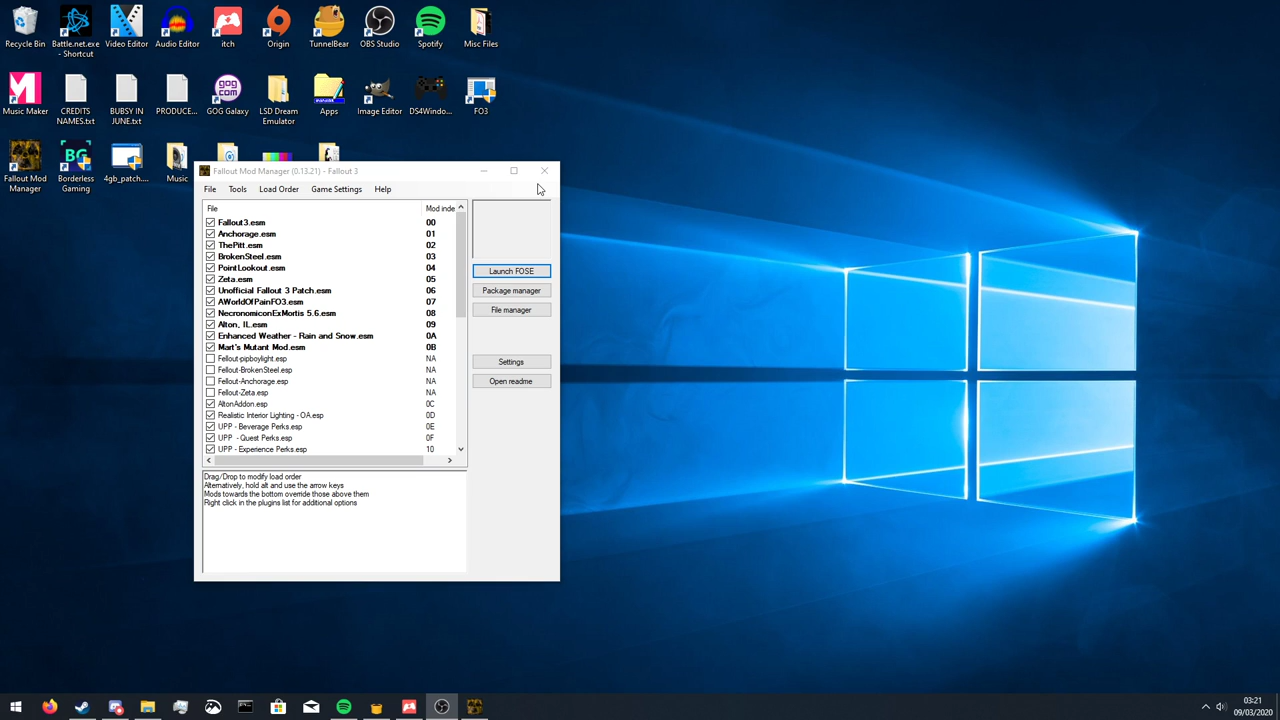 Recycle Bin
Battle.net.exe - Shortcut
Video Editor
Audio Editor
itch
Origin
TunnelBear
OBS Studio
Spotify
Misc Files
Music Maker
CREDITS NAMES.txt
BUBSY IN JUNE.txt
PRODUCE...
GOG Galaxy
LSD Dream Emulator
Apps
Image Editor
DS4Windo...
FO3
Fallout Mod Manager
Borderless Gaming
4gb_patch....
Music
Fallout Mod Manager (0.13.21) - Fallout 3
File Tools Load Order Game Settings Help
File Mod inde
Fallout3.esm 00
Anchorage.esm 01
ThePitt.esm 02
BrokenSteel.esm 03
PointLookout.esm 04
Zeta.esm 05
Unofficial Fallout 3 Patch.esm 06
AWorldOfPainFO3.esm 07
NecronomiconExMortis 5.6.esm 08
Alton, IL.esm 09
Enhanced Weather - Rain and Snow.esm 0A
Mart's Mutant Mod.esm 0B
Fellout-pipboylight.esp NA
Fellout-BrokenSteel.esp NA
Fellout-Anchorage.esp NA
Fellout-Zeta.esp NA
AltonAddon.esp 0C
Realistic Interior Lighting - OA.esp 0D
UPP - Beverage Perks.esp 0E
UPP - Quest Perks.esp 0F
UPP - Experience Perks.esp 10
Launch FOSE
Package manager
File manager
Settings
Open readme
Drag/Drop to modify load order
Alternatively, hold alt and use the arrow keys
Mods towards the bottom override those above them
Right click in the plugins list for additional options
03:21
09/03/2020